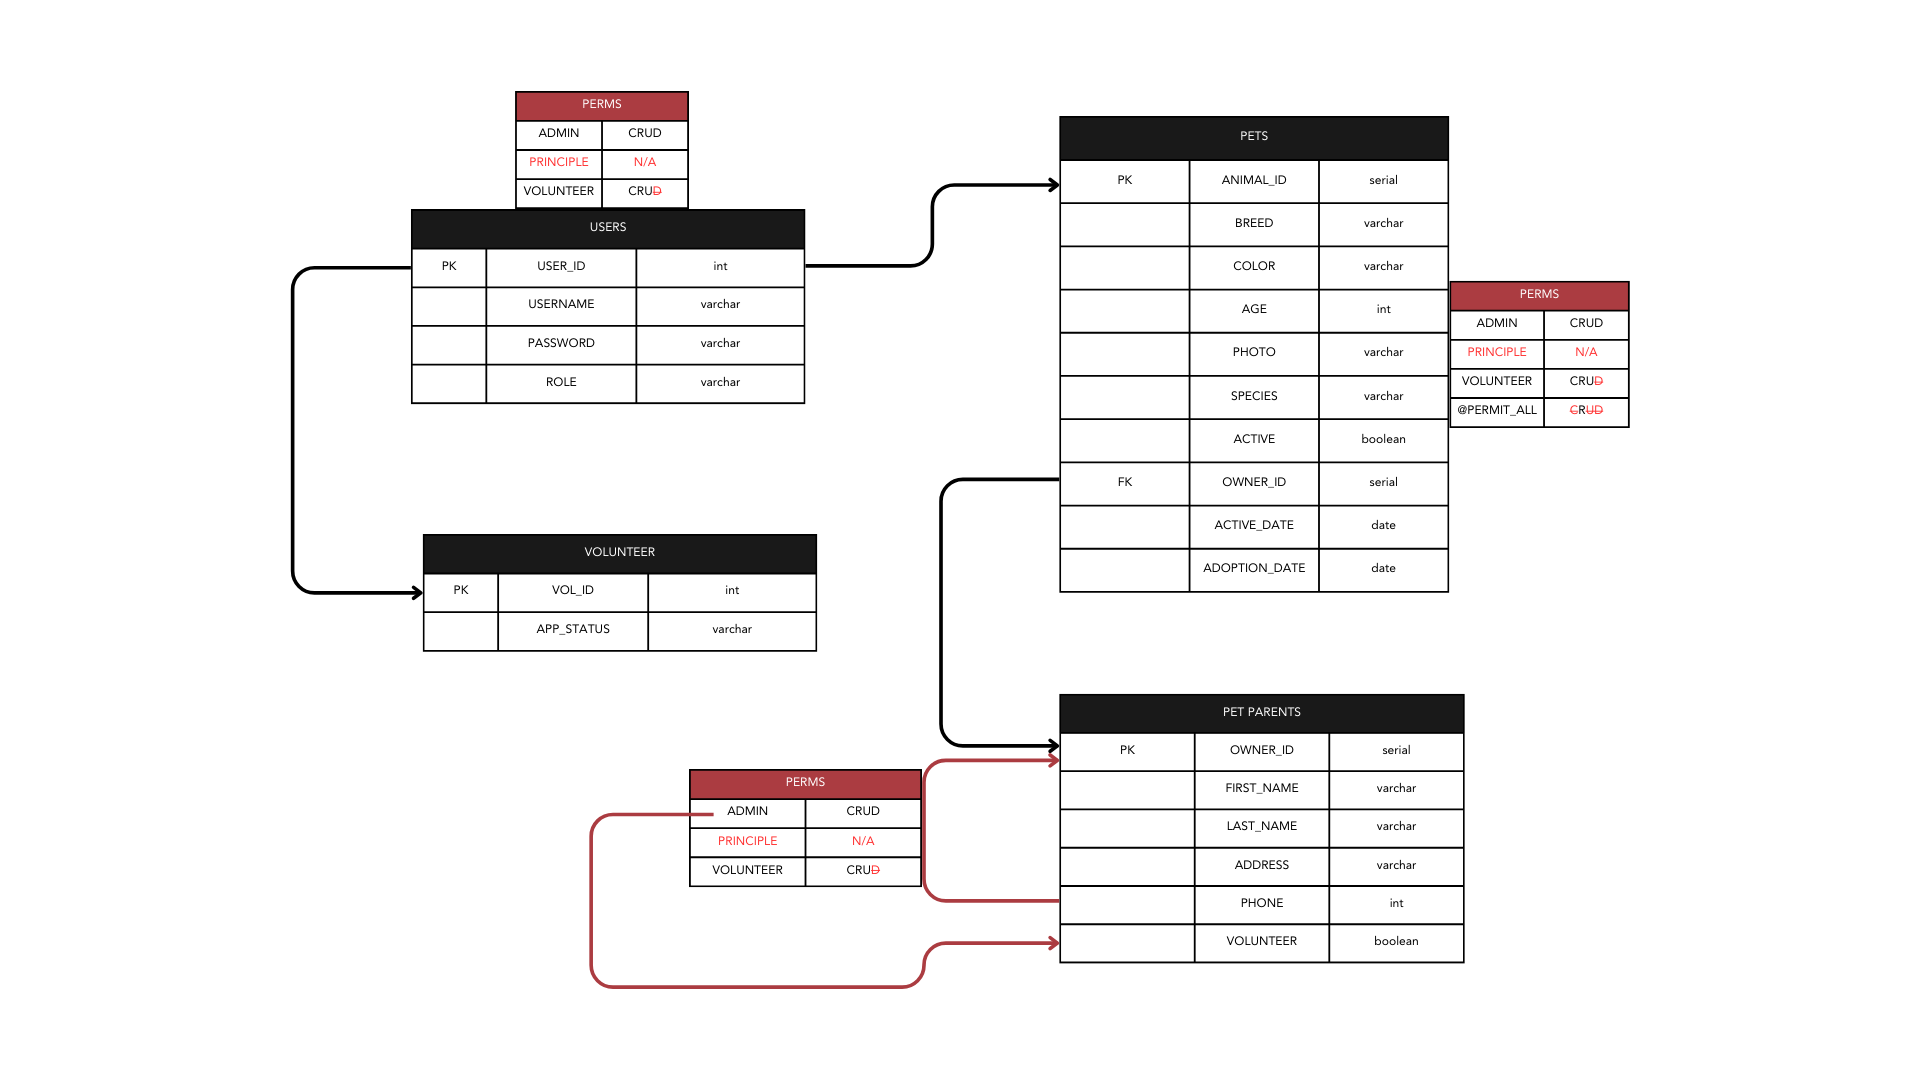 PERMS
ADMIN CRUD
PRINCIPLE N/A
VOLUNTEER CRUD
USERS
PK USER_ID int
USERNAME varchar
PASSWORD varchar
ROLE varchar
VOLUNTEER
PK VOL_ID int
APP_STATUS varchar
PETS
PK ANIMAL_ID serial
BREED varchar
COLOR varchar
AGE int
PHOTO varchar
SPECIES varchar
ACTIVE boolean
FK OWNER_ID serial
ACTIVE_DATE date
ADOPTION_DATE date
PERMS
ADMIN CRUD
PRINCIPLE N/A
VOLUNTEER CRUD
@PERMIT_ALL CRUD
PERMS
ADMIN CRUD
PRINCIPLE N/A
VOLUNTEER CRUD
PET PARENTS
PK OWNER_ID serial
FIRST_NAME varchar
LAST_NAME varchar
ADDRESS varchar
PHONE int
VOLUNTEER boolean